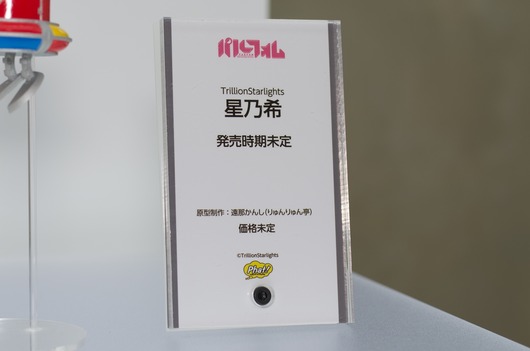 パルフォム
TrillionStarlights
星乃希
発売時期未定
原型制作：遠那かんし(りゅんりゅん亭)
価格未定
©TrillionStarlights
Phat!